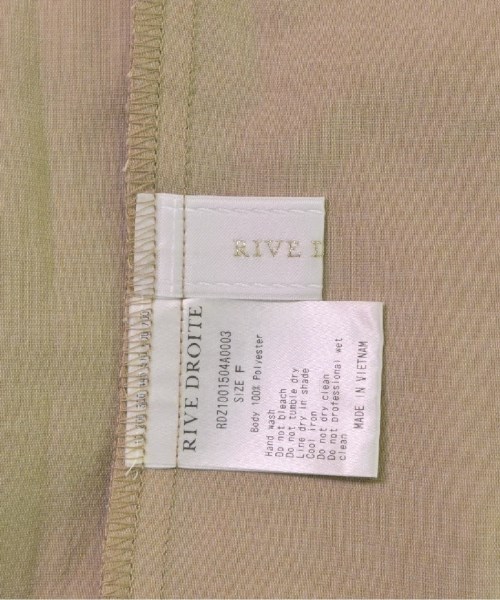 RIVE D
RIVE DROITE
RDZ1001504A0003
SIZE F
Body 100% Polyester
Hand wash
Do not bleach
Do not tumble dry
Line dry in shade
Cool iron
Do not dry clean
Do not professional wet
clean
MADE IN VIETNAM